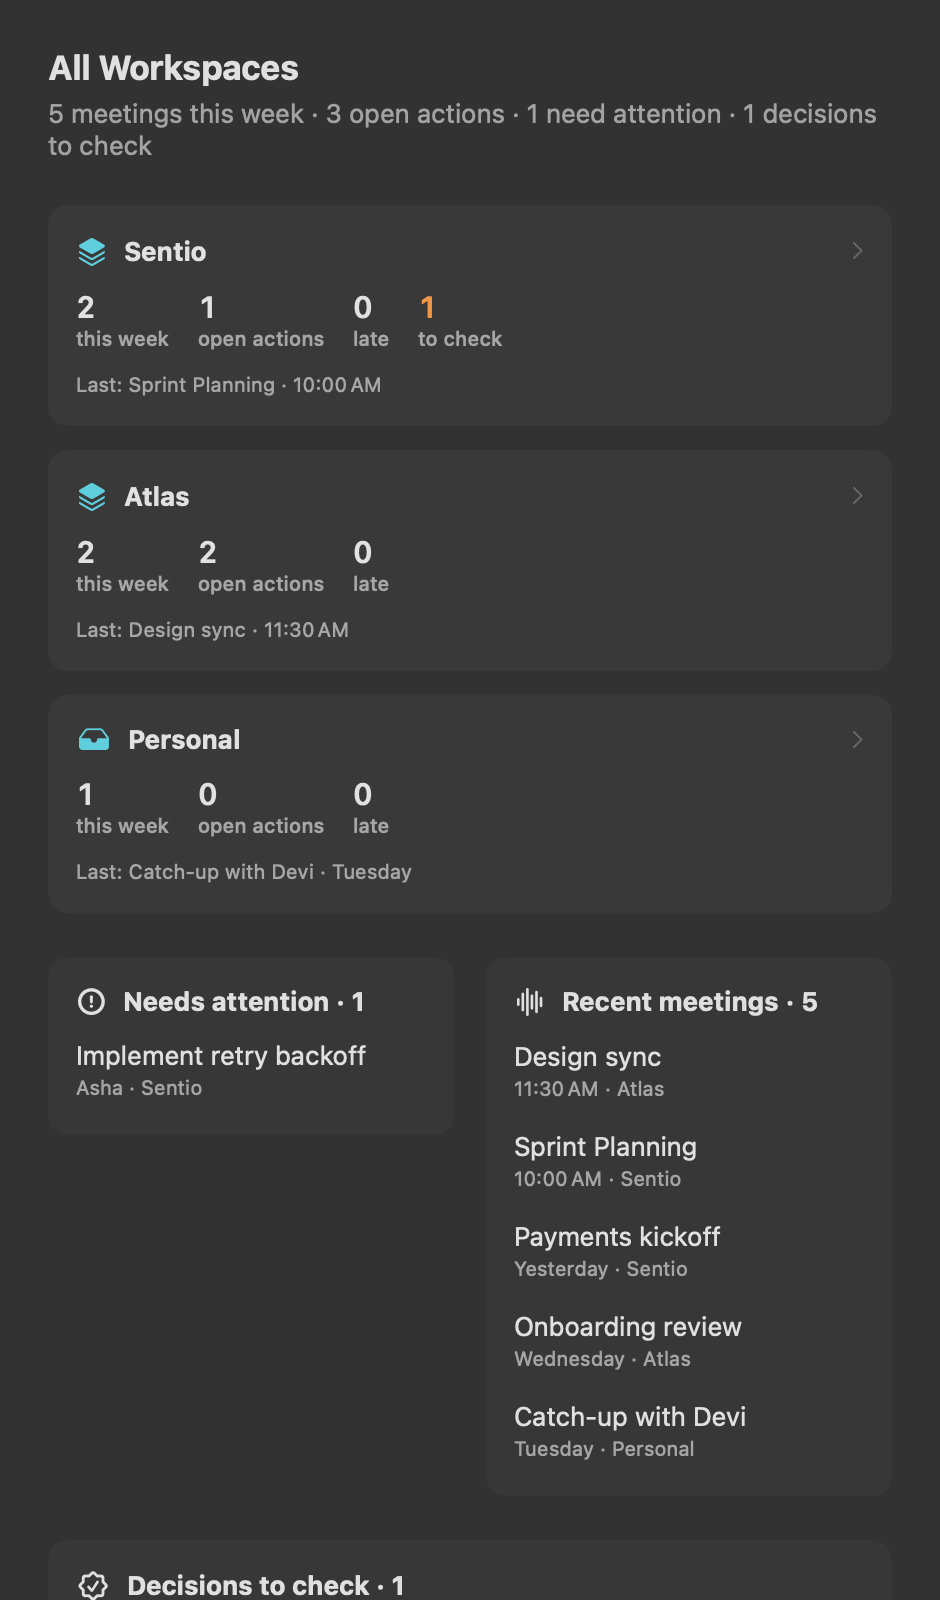 All Workspaces
5 meetings this week · 3 open actions · 1 need attention · 1 decisions
to check
Sentio
2 1 0 1
this week open actions late to check
Last: Sprint Planning · 10:00 AM
Atlas
2 2 0
this week open actions late
Last: Design sync · 11:30 AM
Personal
1 0 0
this week open actions late
Last: Catch-up with Devi · Tuesday
Needs attention · 1
Implement retry backoff
Asha · Sentio
Recent meetings · 5
Design sync
11:30 AM · Atlas
Sprint Planning
10:00 AM · Sentio
Payments kickoff
Yesterday · Sentio
Onboarding review
Wednesday · Atlas
Catch-up with Devi
Tuesday · Personal
Decisions to check · 1